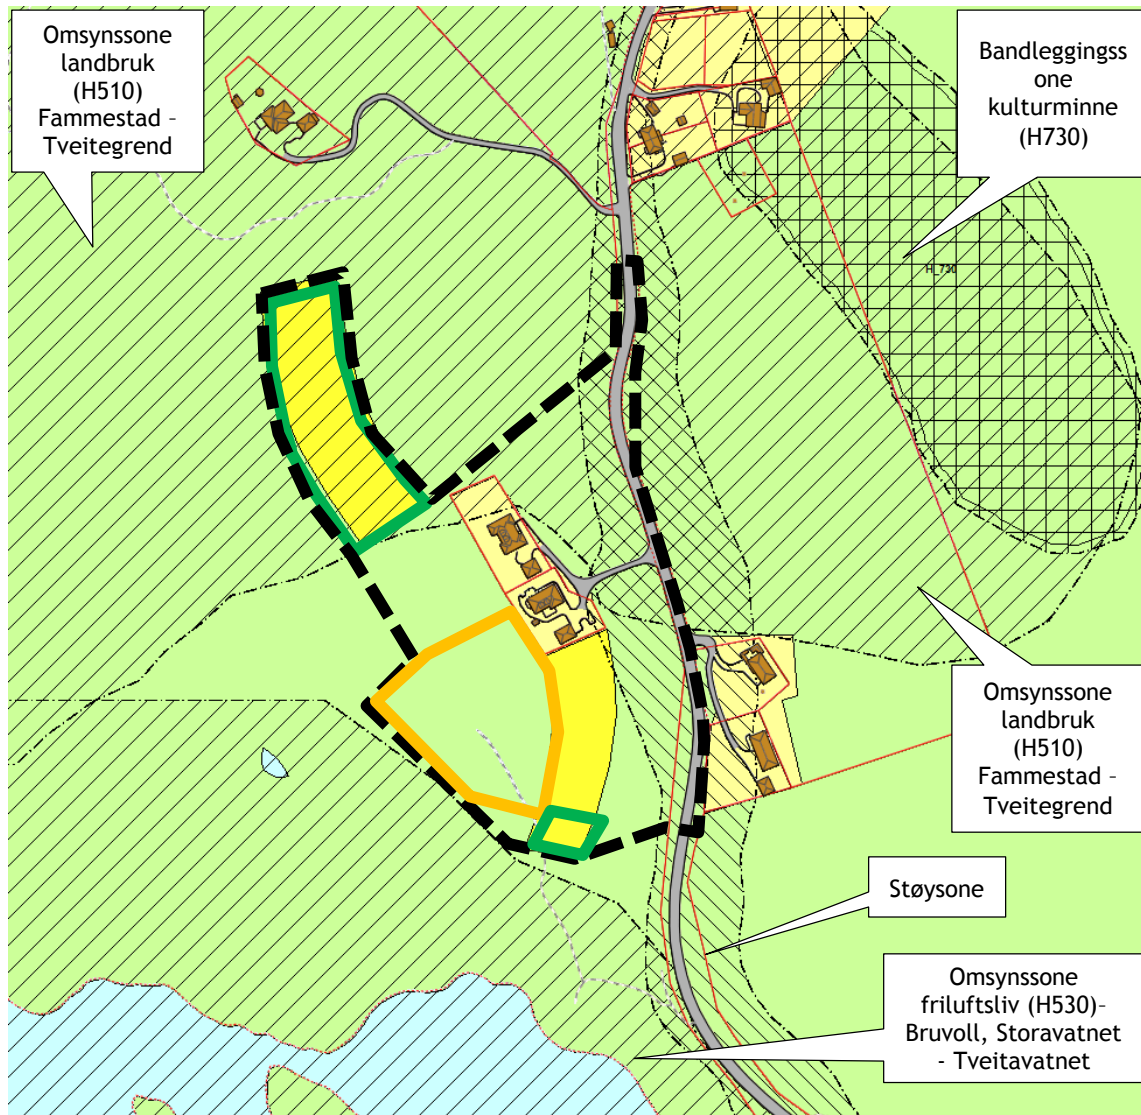 Omsynssone
landbruk
(H510)
Fammestad -
Tveitegrend
Bandleggingss
one
kulturminne
(H730)
H_730
Omsynssone
landbruk
(H510)
Fammestad -
Tveitegrend
Støysone
Omsynssone
friluftsliv (H530)-
Bruvoll, Storavatnet
- Tveitavatnet